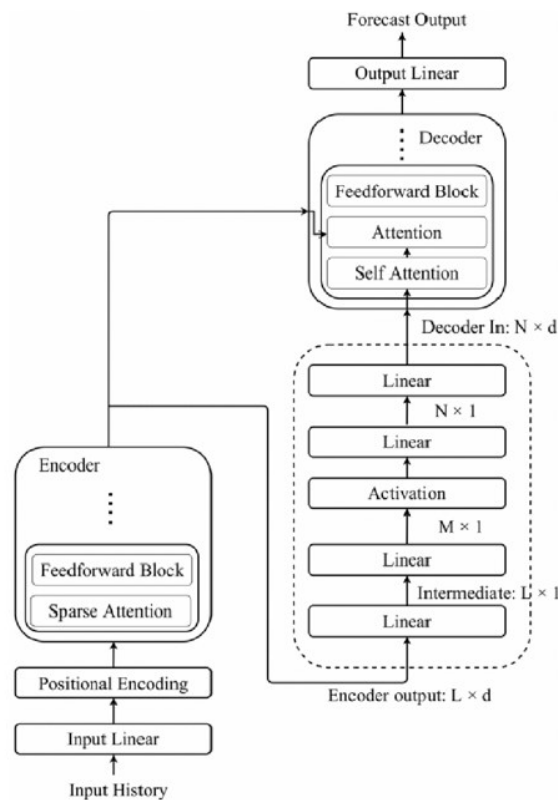 Forecast Output
Output Linear
Decoder
Feedforward Block
Attention
Self Attention
Decoder In: N × d
Linear
N × 1
Linear
Activation
M × 1
Linear
Intermediate: L × 1
Linear
Encoder output: L × d
Encoder
Feedforward Block
Sparse Attention
Positional Encoding
Input Linear
Input History